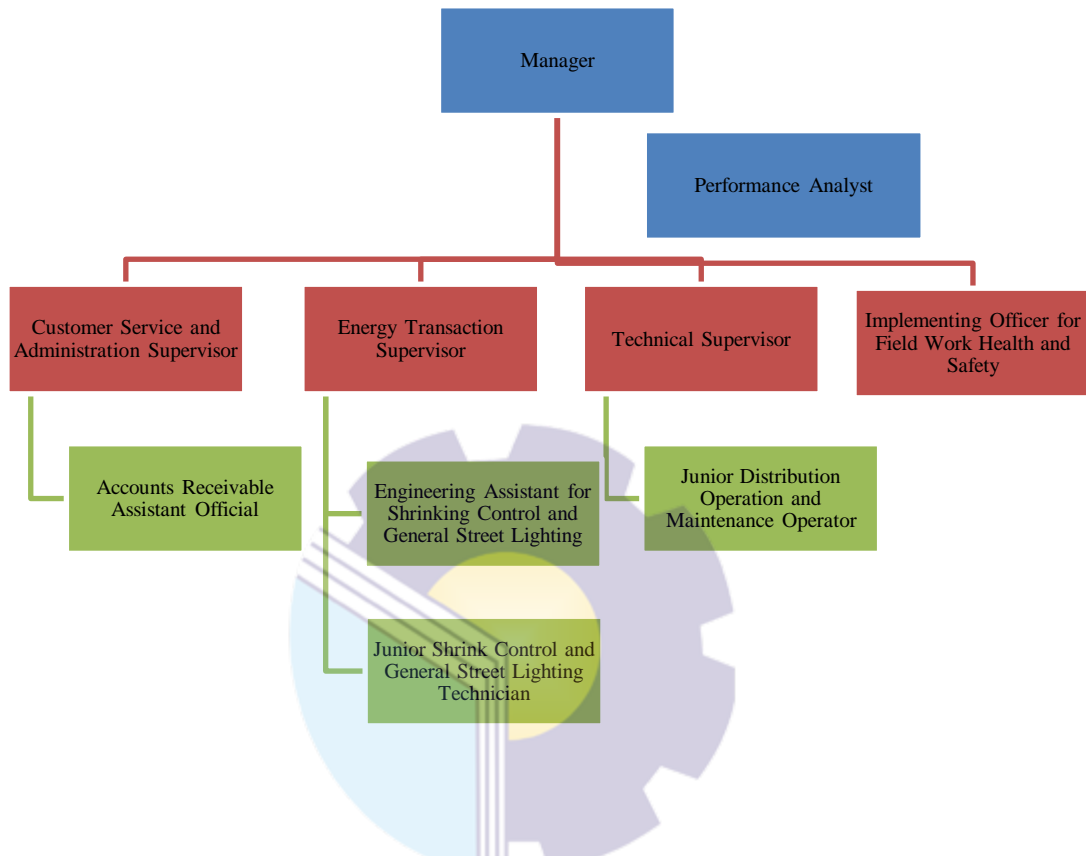 Manager
Performance Analyst
Customer Service and
Administration Supervisor
Energy Transaction
Supervisor
Technical Supervisor
Implementing Officer for
Field Work Health and
Safety
Accounts Receivable
Assistant Official
Engineering Assistant for
Shrinking Control and
General Street Lighting
Junior Distribution
Operation and
Maintenance Operator
Junior Shrink Control and
General Street Lighting
Technician